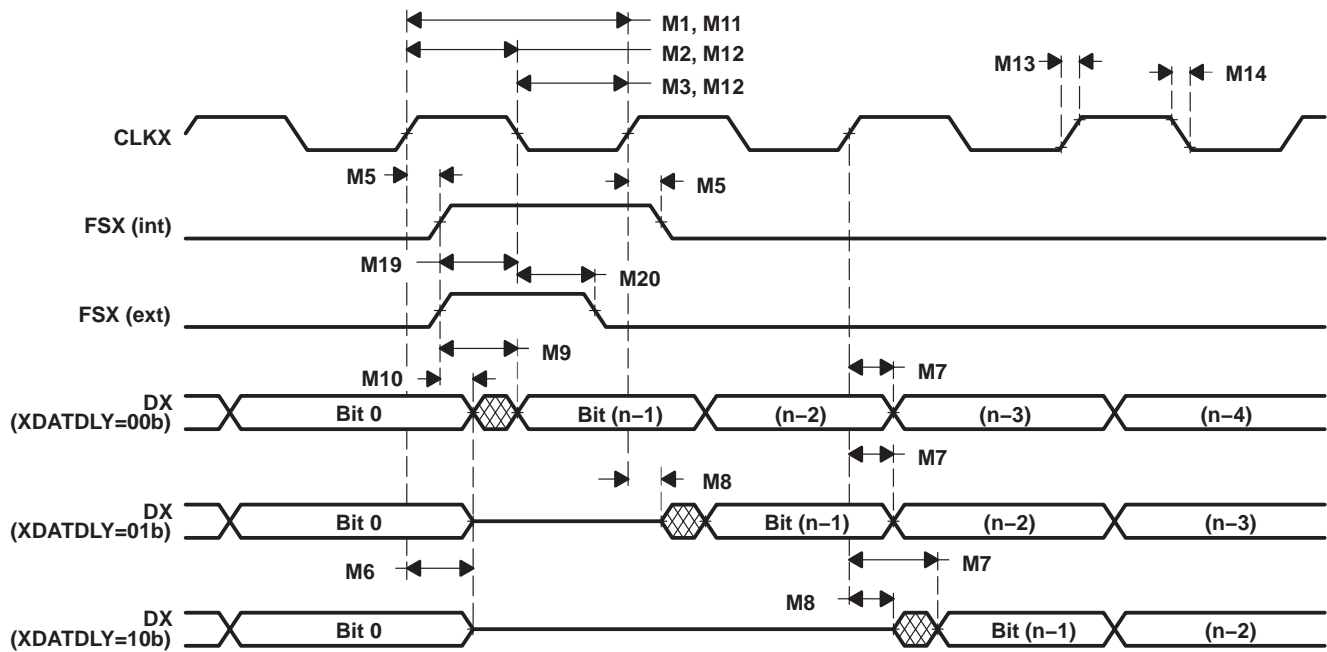 M1, M11
M2, M12
M3, M12
M13
M14
CLKX
M5
M5
FSX (int)
M19
M20
FSX (ext)
M9
M10
M7
DX
(XDATDLY=00b)
Bit 0
Bit (n–1)
(n–2)
(n–3)
(n–4)
M7
M8
DX
(XDATDLY=01b)
Bit 0
Bit (n–1)
(n–2)
(n–3)
M6
M7
M8
DX
(XDATDLY=10b)
Bit 0
Bit (n–1)
(n–2)